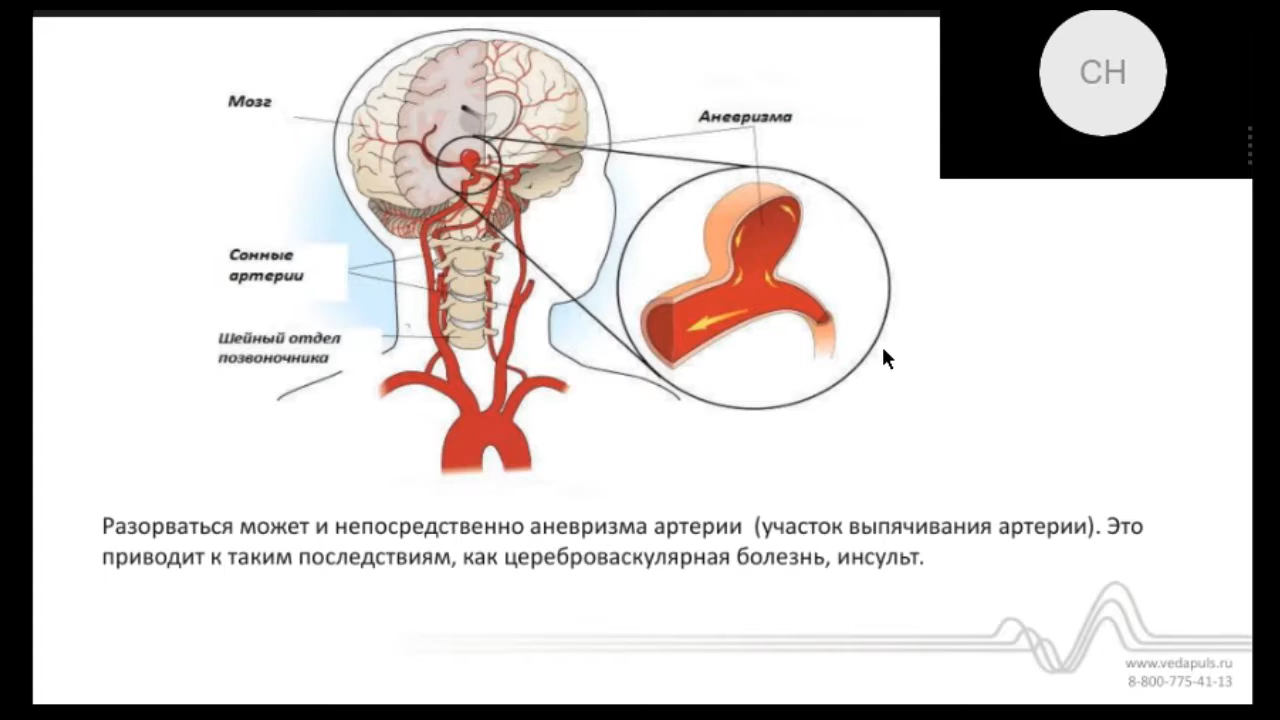 CH
Мозг
Аневризма
Сонные
артерии
Шейный отдел
позвоночника
Разорваться может и непосредственно аневризма артерии (участок выпячивания артерии). Это
приводит к таким последствиям, как цереброваскулярная болезнь, инсульт.
www.vedapuls.ru
8-800-775-41-13